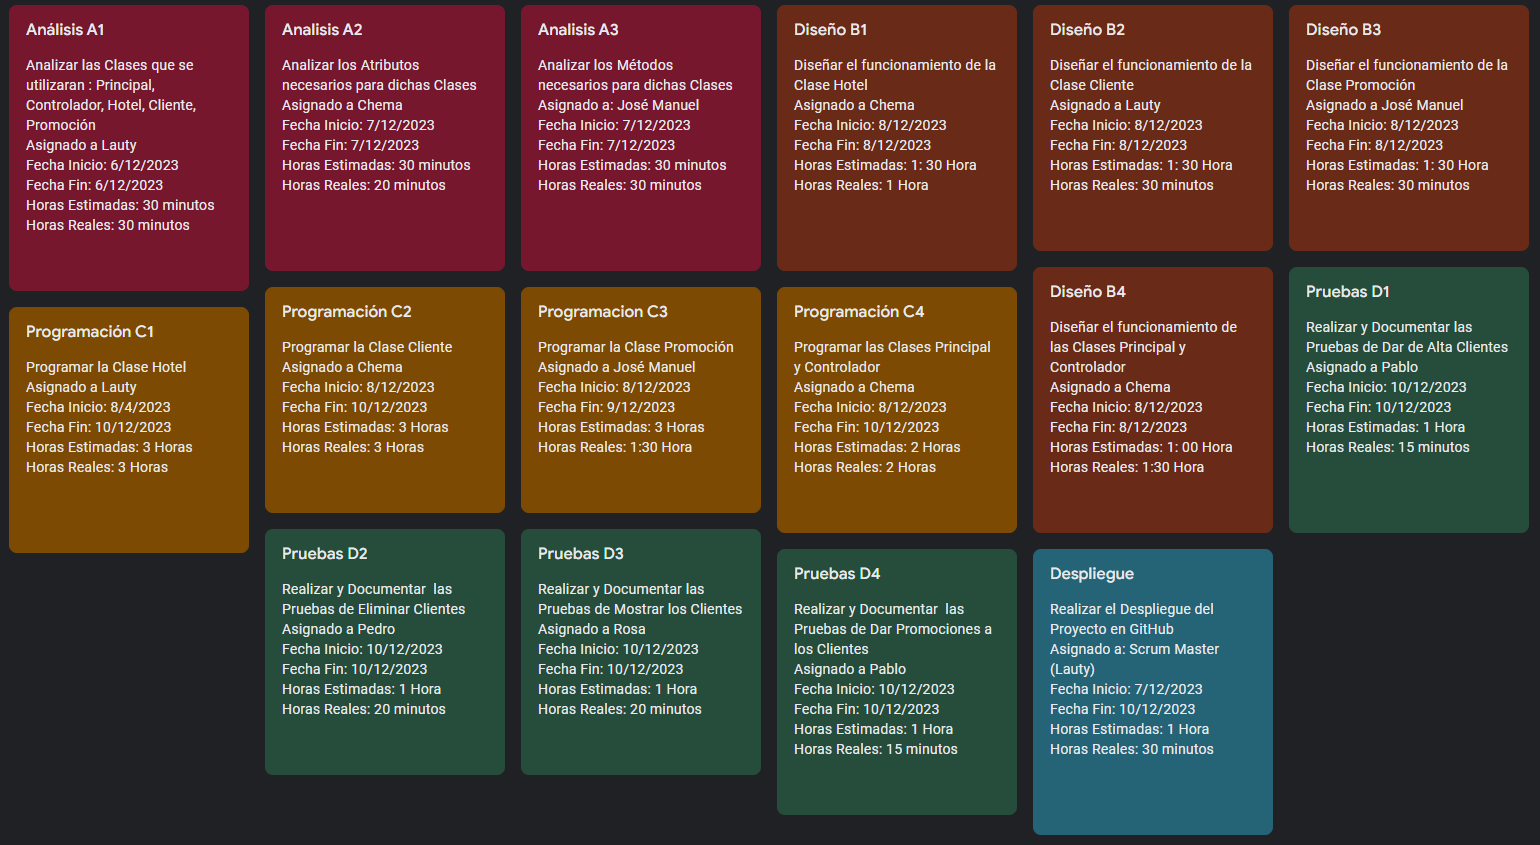 Análisis A1
Analizar las Clases que se
utilizaran : Principal,
Controlador, Hotel, Cliente,
Promoción
Asignado a Lauty
Fecha Inicio: 6/12/2023
Fecha Fin: 6/12/2023
Horas Estimadas: 30 minutos
Horas Reales: 30 minutos
Analisis A2
Analizar los Atributos
necesarios para dichas Clases
Asignado a Chema
Fecha Inicio: 7/12/2023
Fecha Fin: 7/12/2023
Horas Estimadas: 30 minutos
Horas Reales: 20 minutos
Analisis A3
Analizar los Métodos
necesarios para dichas Clases
Asignado a: José Manuel
Fecha Inicio: 7/12/2023
Fecha Fin: 7/12/2023
Horas Estimadas: 30 minutos
Horas Reales: 30 minutos
Diseño B1
Diseñar el funcionamiento de la
Clase Hotel
Asignado a Chema
Fecha Inicio: 8/12/2023
Fecha Fin: 8/12/2023
Horas Estimadas: 1: 30 Hora
Horas Reales: 1 Hora
Diseño B2
Diseñar el funcionamiento de la
Clase Cliente
Asignado a Lauty
Fecha Inicio: 8/12/2023
Fecha Fin: 8/12/2023
Horas Estimadas: 1: 30 Hora
Horas Reales: 30 minutos
Diseño B3
Diseñar el funcionamiento de la
Clase Promoción
Asignado a José Manuel
Fecha Inicio: 8/12/2023
Fecha Fin: 8/12/2023
Horas Estimadas: 1: 30 Hora
Horas Reales: 30 minutos
Programación C1
Programar la Clase Hotel
Asignado a Lauty
Fecha Inicio: 8/4/2023
Fecha Fin: 10/12/2023
Horas Estimadas: 3 Horas
Horas Reales: 3 Horas
Programación C2
Programar la Clase Cliente
Asignado a Chema
Fecha Inicio: 8/12/2023
Fecha Fin: 10/12/2023
Horas Estimadas: 3 Horas
Horas Reales: 3 Horas
Programacion C3
Programar la Clase Promoción
Asignado a José Manuel
Fecha Inicio: 8/12/2023
Fecha Fin: 9/12/2023
Horas Estimadas: 3 Horas
Horas Reales: 1:30 Hora
Programación C4
Programar las Clases Principal
y Controlador
Asignado a Chema
Fecha Inicio: 8/12/2023
Fecha Fin: 10/12/2023
Horas Estimadas: 2 Horas
Horas Reales: 2 Horas
Diseño B4
Diseñar el funcionamiento de
las Clases Principal y
Controlador
Asignado a Chema
Fecha Inicio: 8/12/2023
Fecha Fin: 8/12/2023
Horas Estimadas: 1: 00 Hora
Horas Reales: 1:30 Hora
Pruebas D1
Realizar y Documentar las
Pruebas de Dar de Alta Clientes
Asignado a Pablo
Fecha Inicio: 10/12/2023
Fecha Fin: 10/12/2023
Horas Estimadas: 1 Hora
Horas Reales: 15 minutos
Pruebas D2
Realizar y Documentar  las
Pruebas de Eliminar Clientes
Asignado a Pedro
Fecha Inicio: 10/12/2023
Fecha Fin: 10/12/2023
Horas Estimadas: 1 Hora
Horas Reales: 20 minutos
Pruebas D3
Realizar y Documentar las
Pruebas de Mostrar los Clientes
Asignado a Rosa
Fecha Inicio: 10/12/2023
Fecha Fin: 10/12/2023
Horas Estimadas: 1 Hora
Horas Reales: 20 minutos
Pruebas D4
Realizar y Documentar  las
Pruebas de Dar Promociones a
los Clientes
Asignado a Pablo
Fecha Inicio: 10/12/2023
Fecha Fin: 10/12/2023
Horas Estimadas: 1 Hora
Horas Reales: 15 minutos
Despliegue
Realizar el Despliegue del
Proyecto en GitHub
Asignado a: Scrum Master
(Lauty)
Fecha Inicio: 7/12/2023
Fecha Fin: 10/12/2023
Horas Estimadas: 1 Hora
Horas Reales: 30 minutos